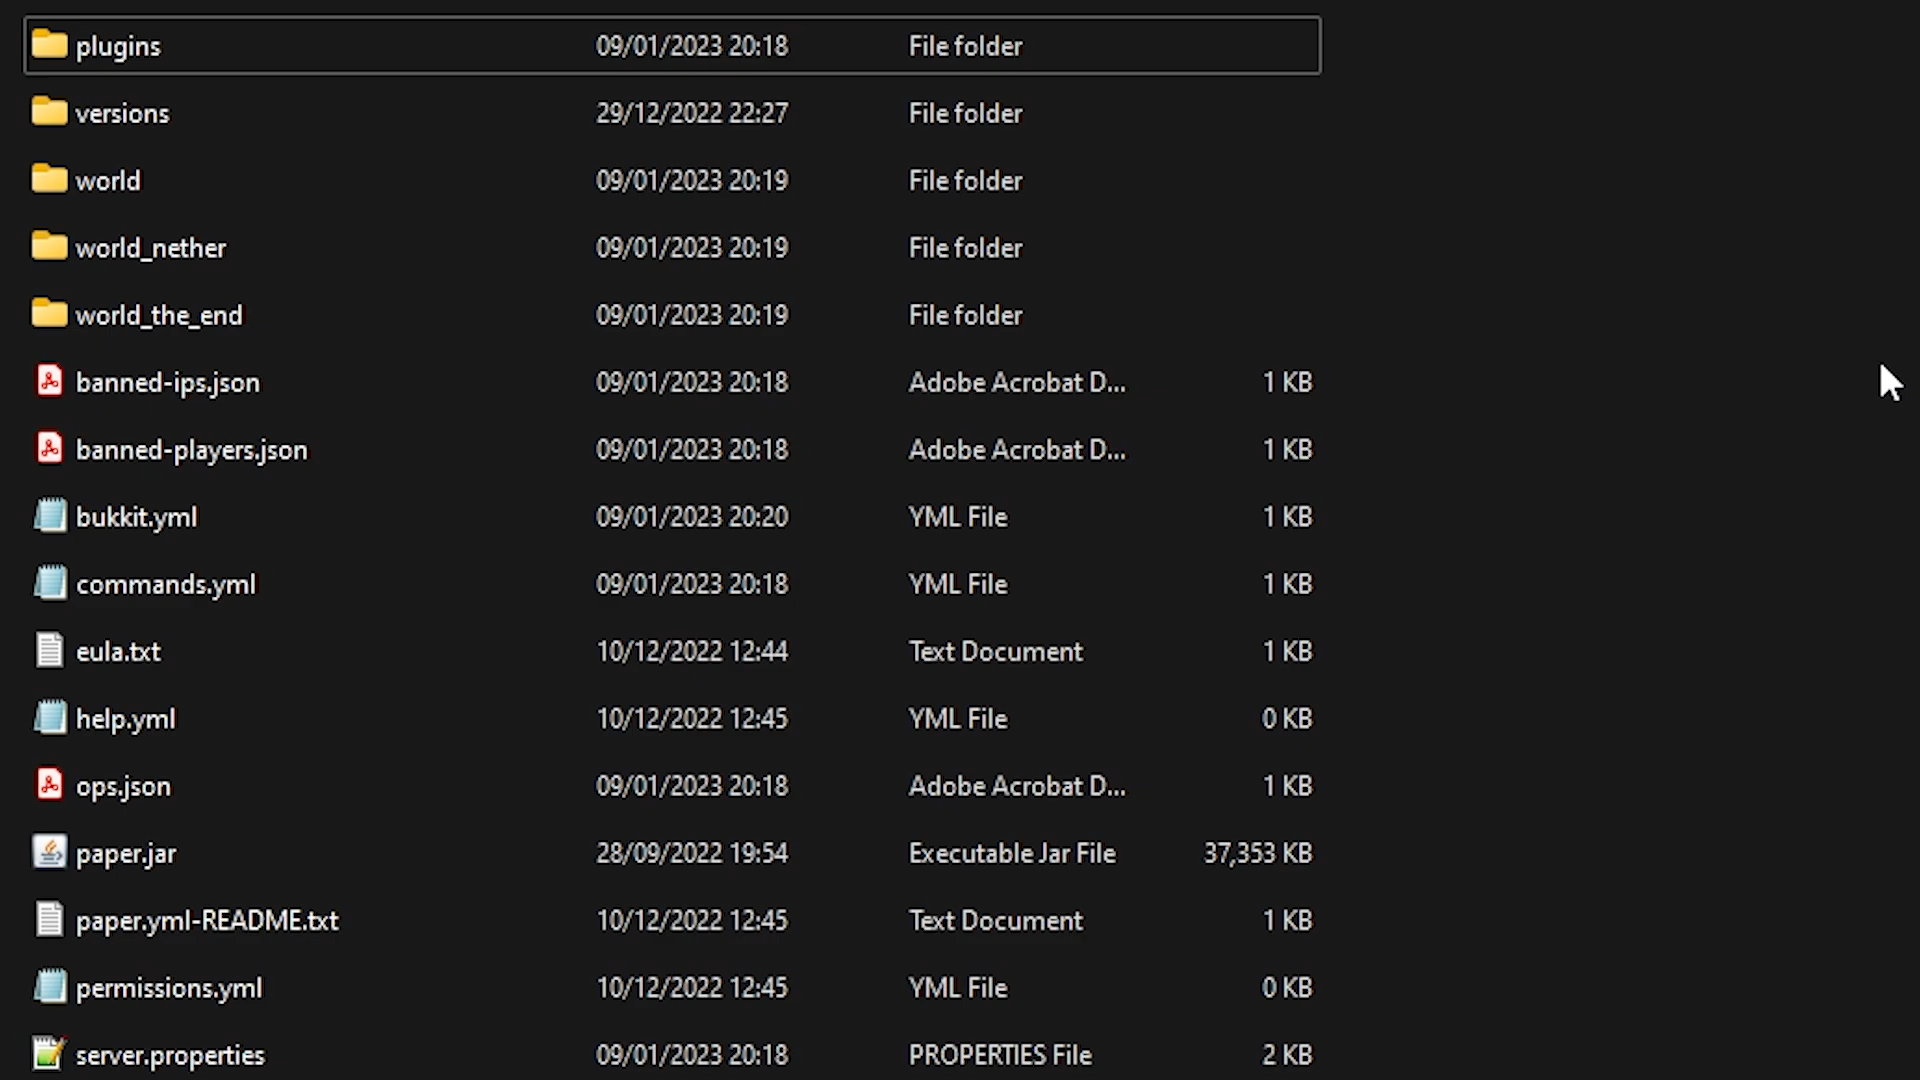 plugins 09/01/2023 20:18 File folder
versions 29/12/2022 22:27 File folder
world 09/01/2023 20:19 File folder
world_nether 09/01/2023 20:19 File folder
world_the_end 09/01/2023 20:19 File folder
banned-ips.json 09/01/2023 20:18 Adobe Acrobat D... 1 KB
banned-players.json 09/01/2023 20:18 Adobe Acrobat D... 1 KB
bukkit.yml 09/01/2023 20:20 YML File 1 KB
commands.yml 09/01/2023 20:18 YML File 1 KB
eula.txt 10/12/2022 12:44 Text Document 1 KB
help.yml 10/12/2022 12:45 YML File 0 KB
ops.json 09/01/2023 20:18 Adobe Acrobat D... 1 KB
paper.jar 28/09/2022 19:54 Executable Jar File 37,353 KB
paper.yml-README.txt 10/12/2022 12:45 Text Document 1 KB
permissions.yml 10/12/2022 12:45 YML File 0 KB
server.properties 09/01/2023 20:18 PROPERTIES File 2 KB